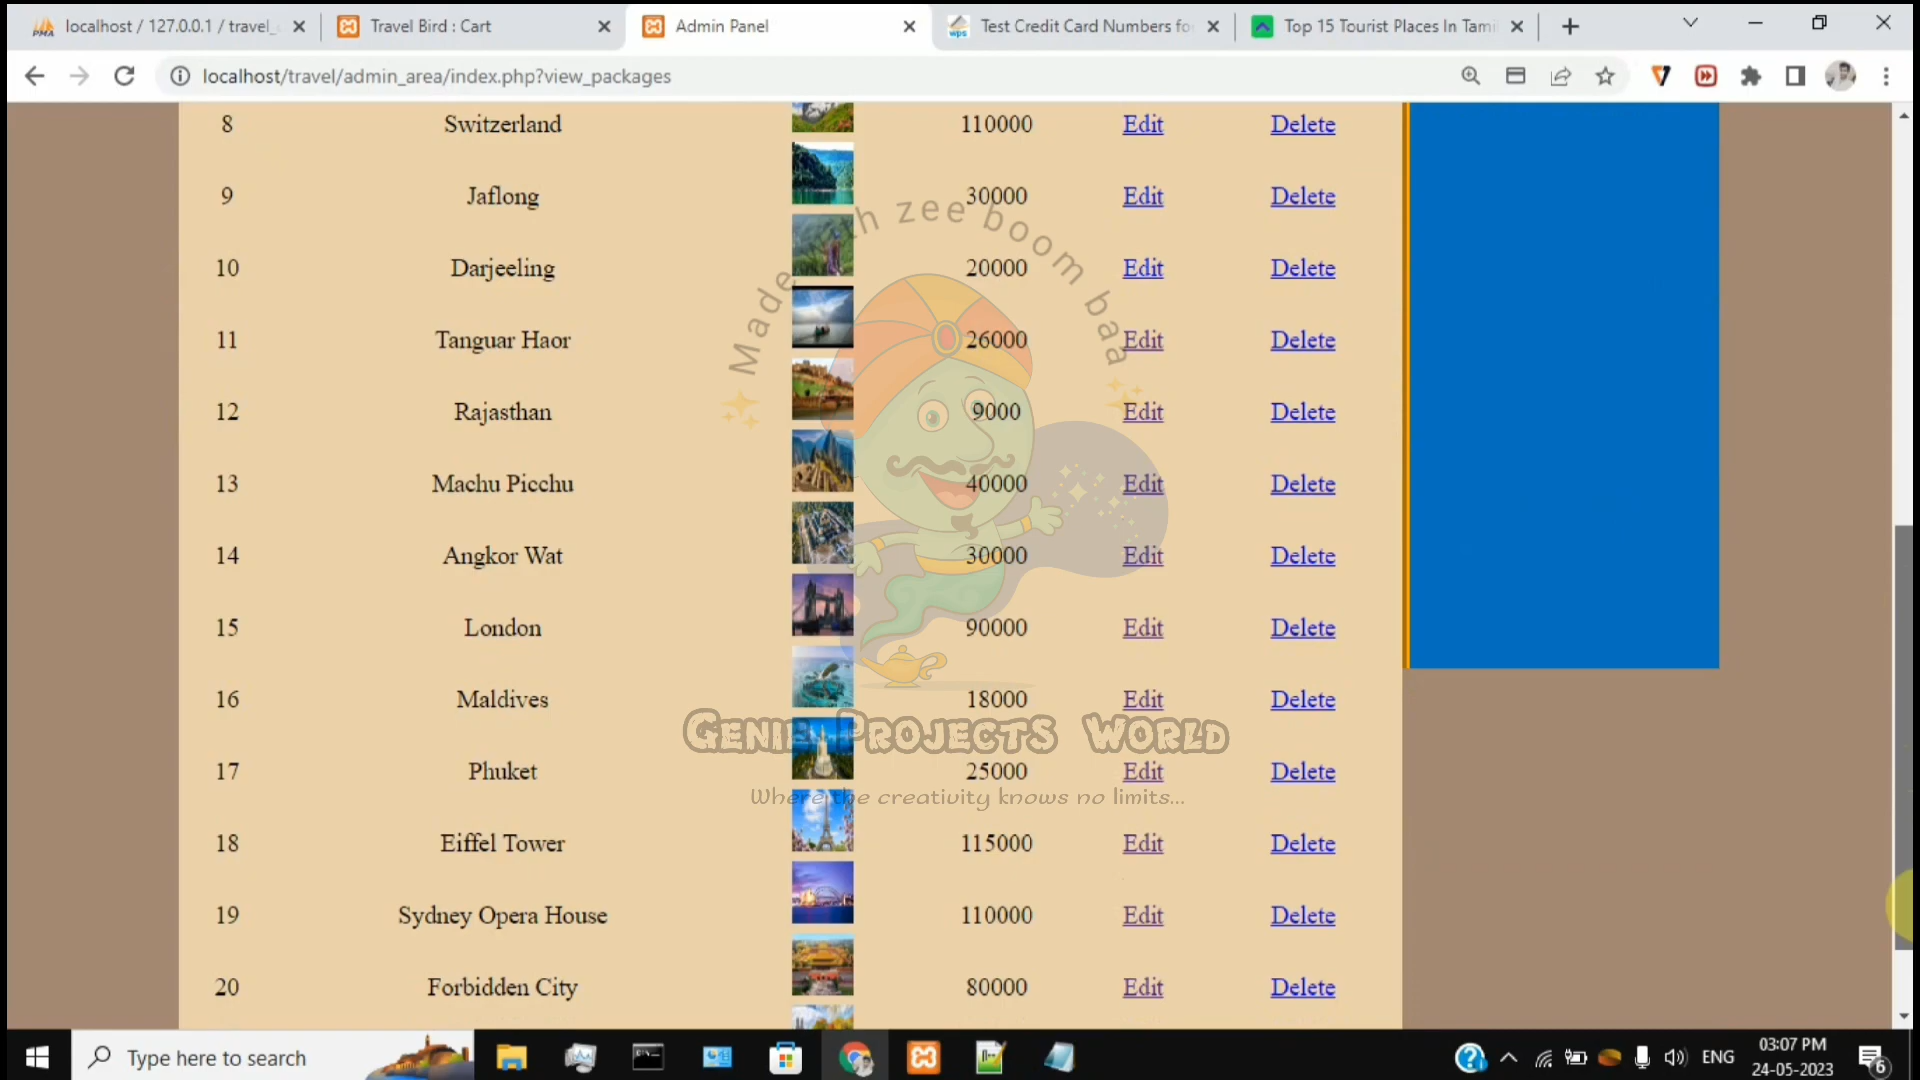 localhost / 127.0.0.1 / travel_
Travel Bird : Cart
Admin Panel
Test Credit Card Numbers fo
Top 15 Tourist Places In Tami
localhost/travel/admin_area/index.php?view_packages
8 Switzerland 110000 Edit Delete
9 Jaflong 30000 Edit Delete
10 Darjeeling 20000 Edit Delete
11 Tanguar Haor 26000 Edit Delete
12 Rajasthan 9000 Edit Delete
13 Machu Picchu 40000 Edit Delete
14 Angkor Wat 30000 Edit Delete
15 London 90000 Edit Delete
16 Maldives 18000 Edit Delete
17 Phuket 25000 Edit Delete
18 Eiffel Tower 115000 Edit Delete
19 Sydney Opera House 110000 Edit Delete
20 Forbidden City 80000 Edit Delete
Made with zee boom baa
Genie Projects World
Where the creativity knows no limits...
Type here to search
ENG
03:07 PM
24-05-2023
6